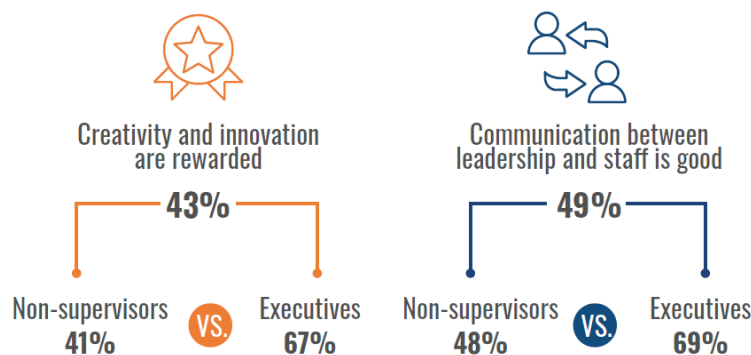 Creativity and innovation
are rewarded
43%
Non-supervisors
41%
VS.
Executives
67%
Communication between
leadership and staff is good
49%
Non-supervisors
48%
VS.
Executives
69%